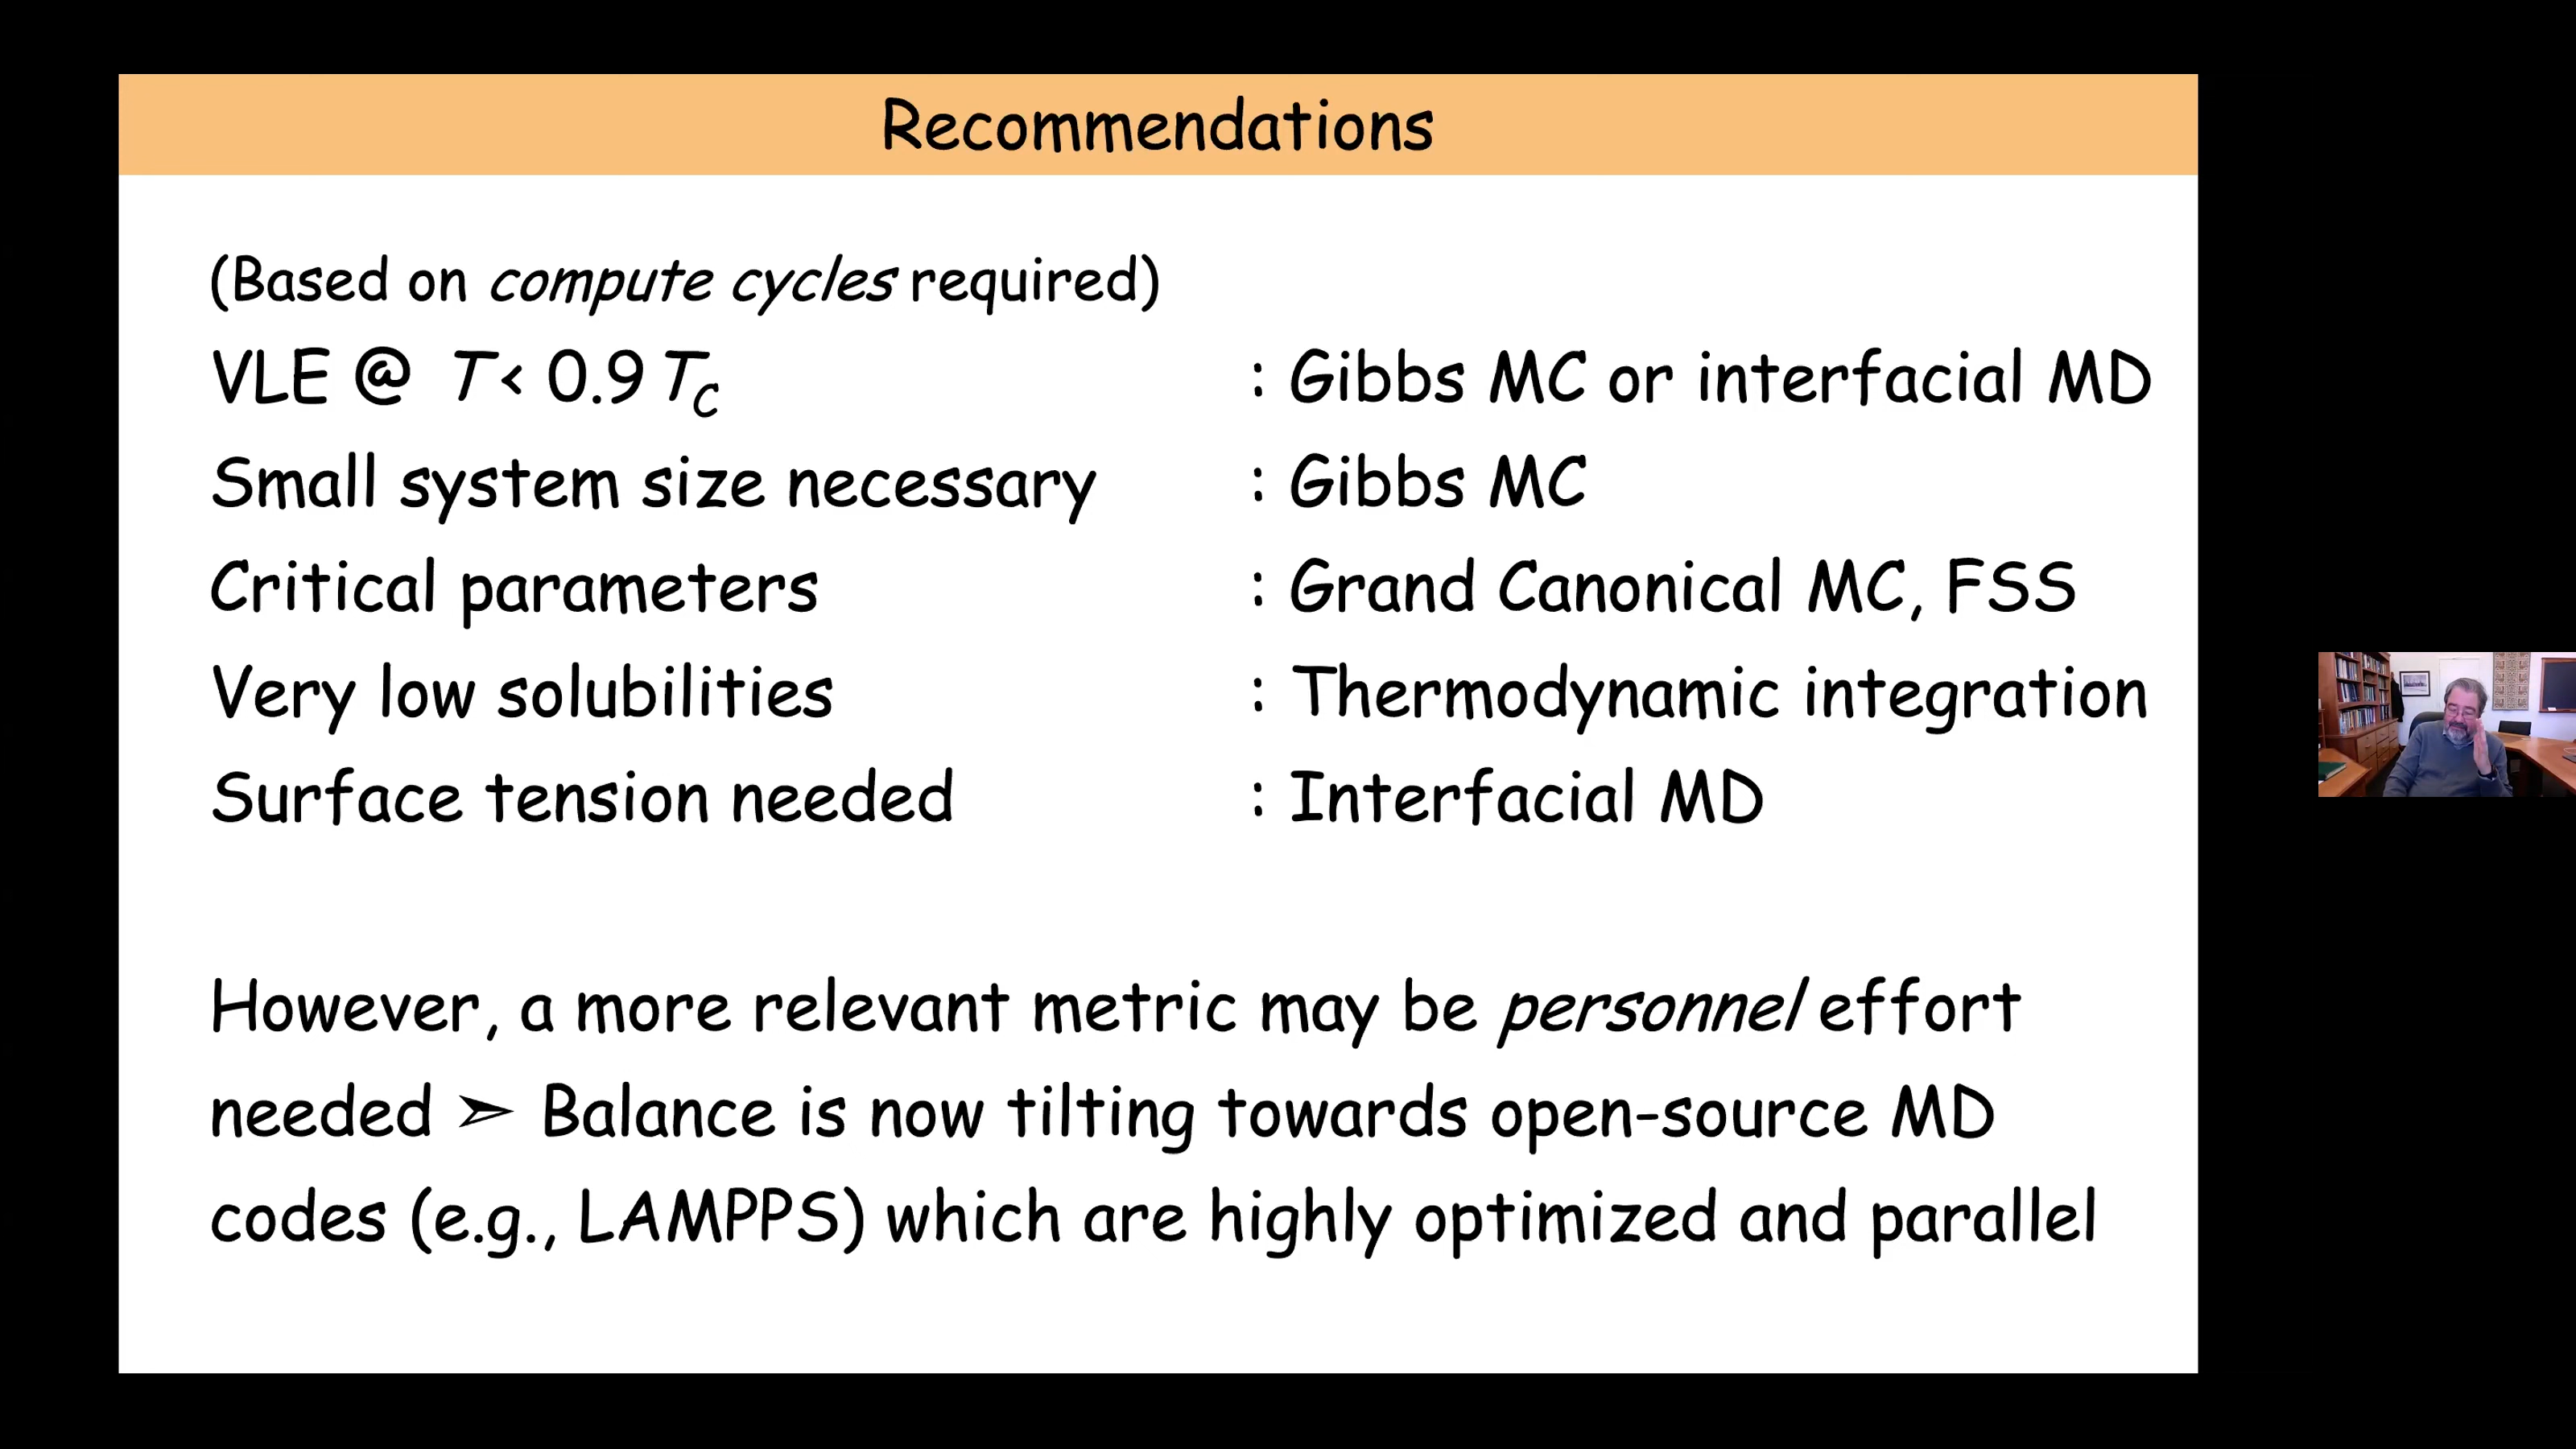 Recommendations
(Based on compute cycles required)
VLE @ T < 0.9 TC : Gibbs MC or interfacial MD
Small system size necessary : Gibbs MC
Critical parameters : Grand Canonical MC, FSS
Very low solubilities : Thermodynamic integration
Surface tension needed : Interfacial MD
However, a more relevant metric may be personnel effort
needed ➢ Balance is now tilting towards open-source MD
codes (e.g., LAMPPS) which are highly optimized and parallel